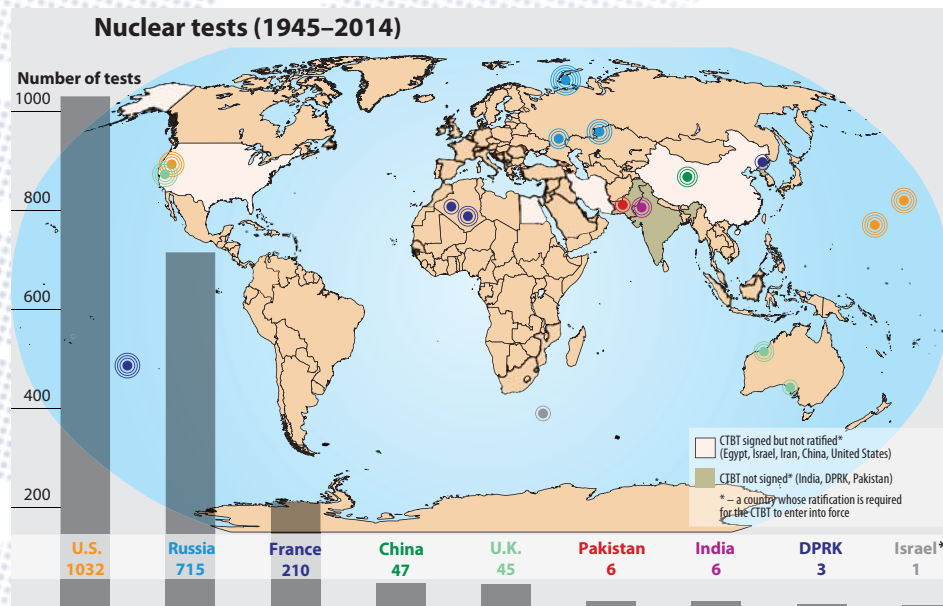 Nuclear tests (1945–2014)
Number of tests
1000
800
600
400
200
CTBT signed but not ratified*
(Egypt, Israel, Iran, China, United States)
CTBT not signed* (India, DPRK, Pakistan)
* – a country whose ratification is required
for the CTBT to enter into force
U.S. Russia France China U.K. Pakistan India DPRK Israel*
1032 715 210 47 45 6 6 3 1